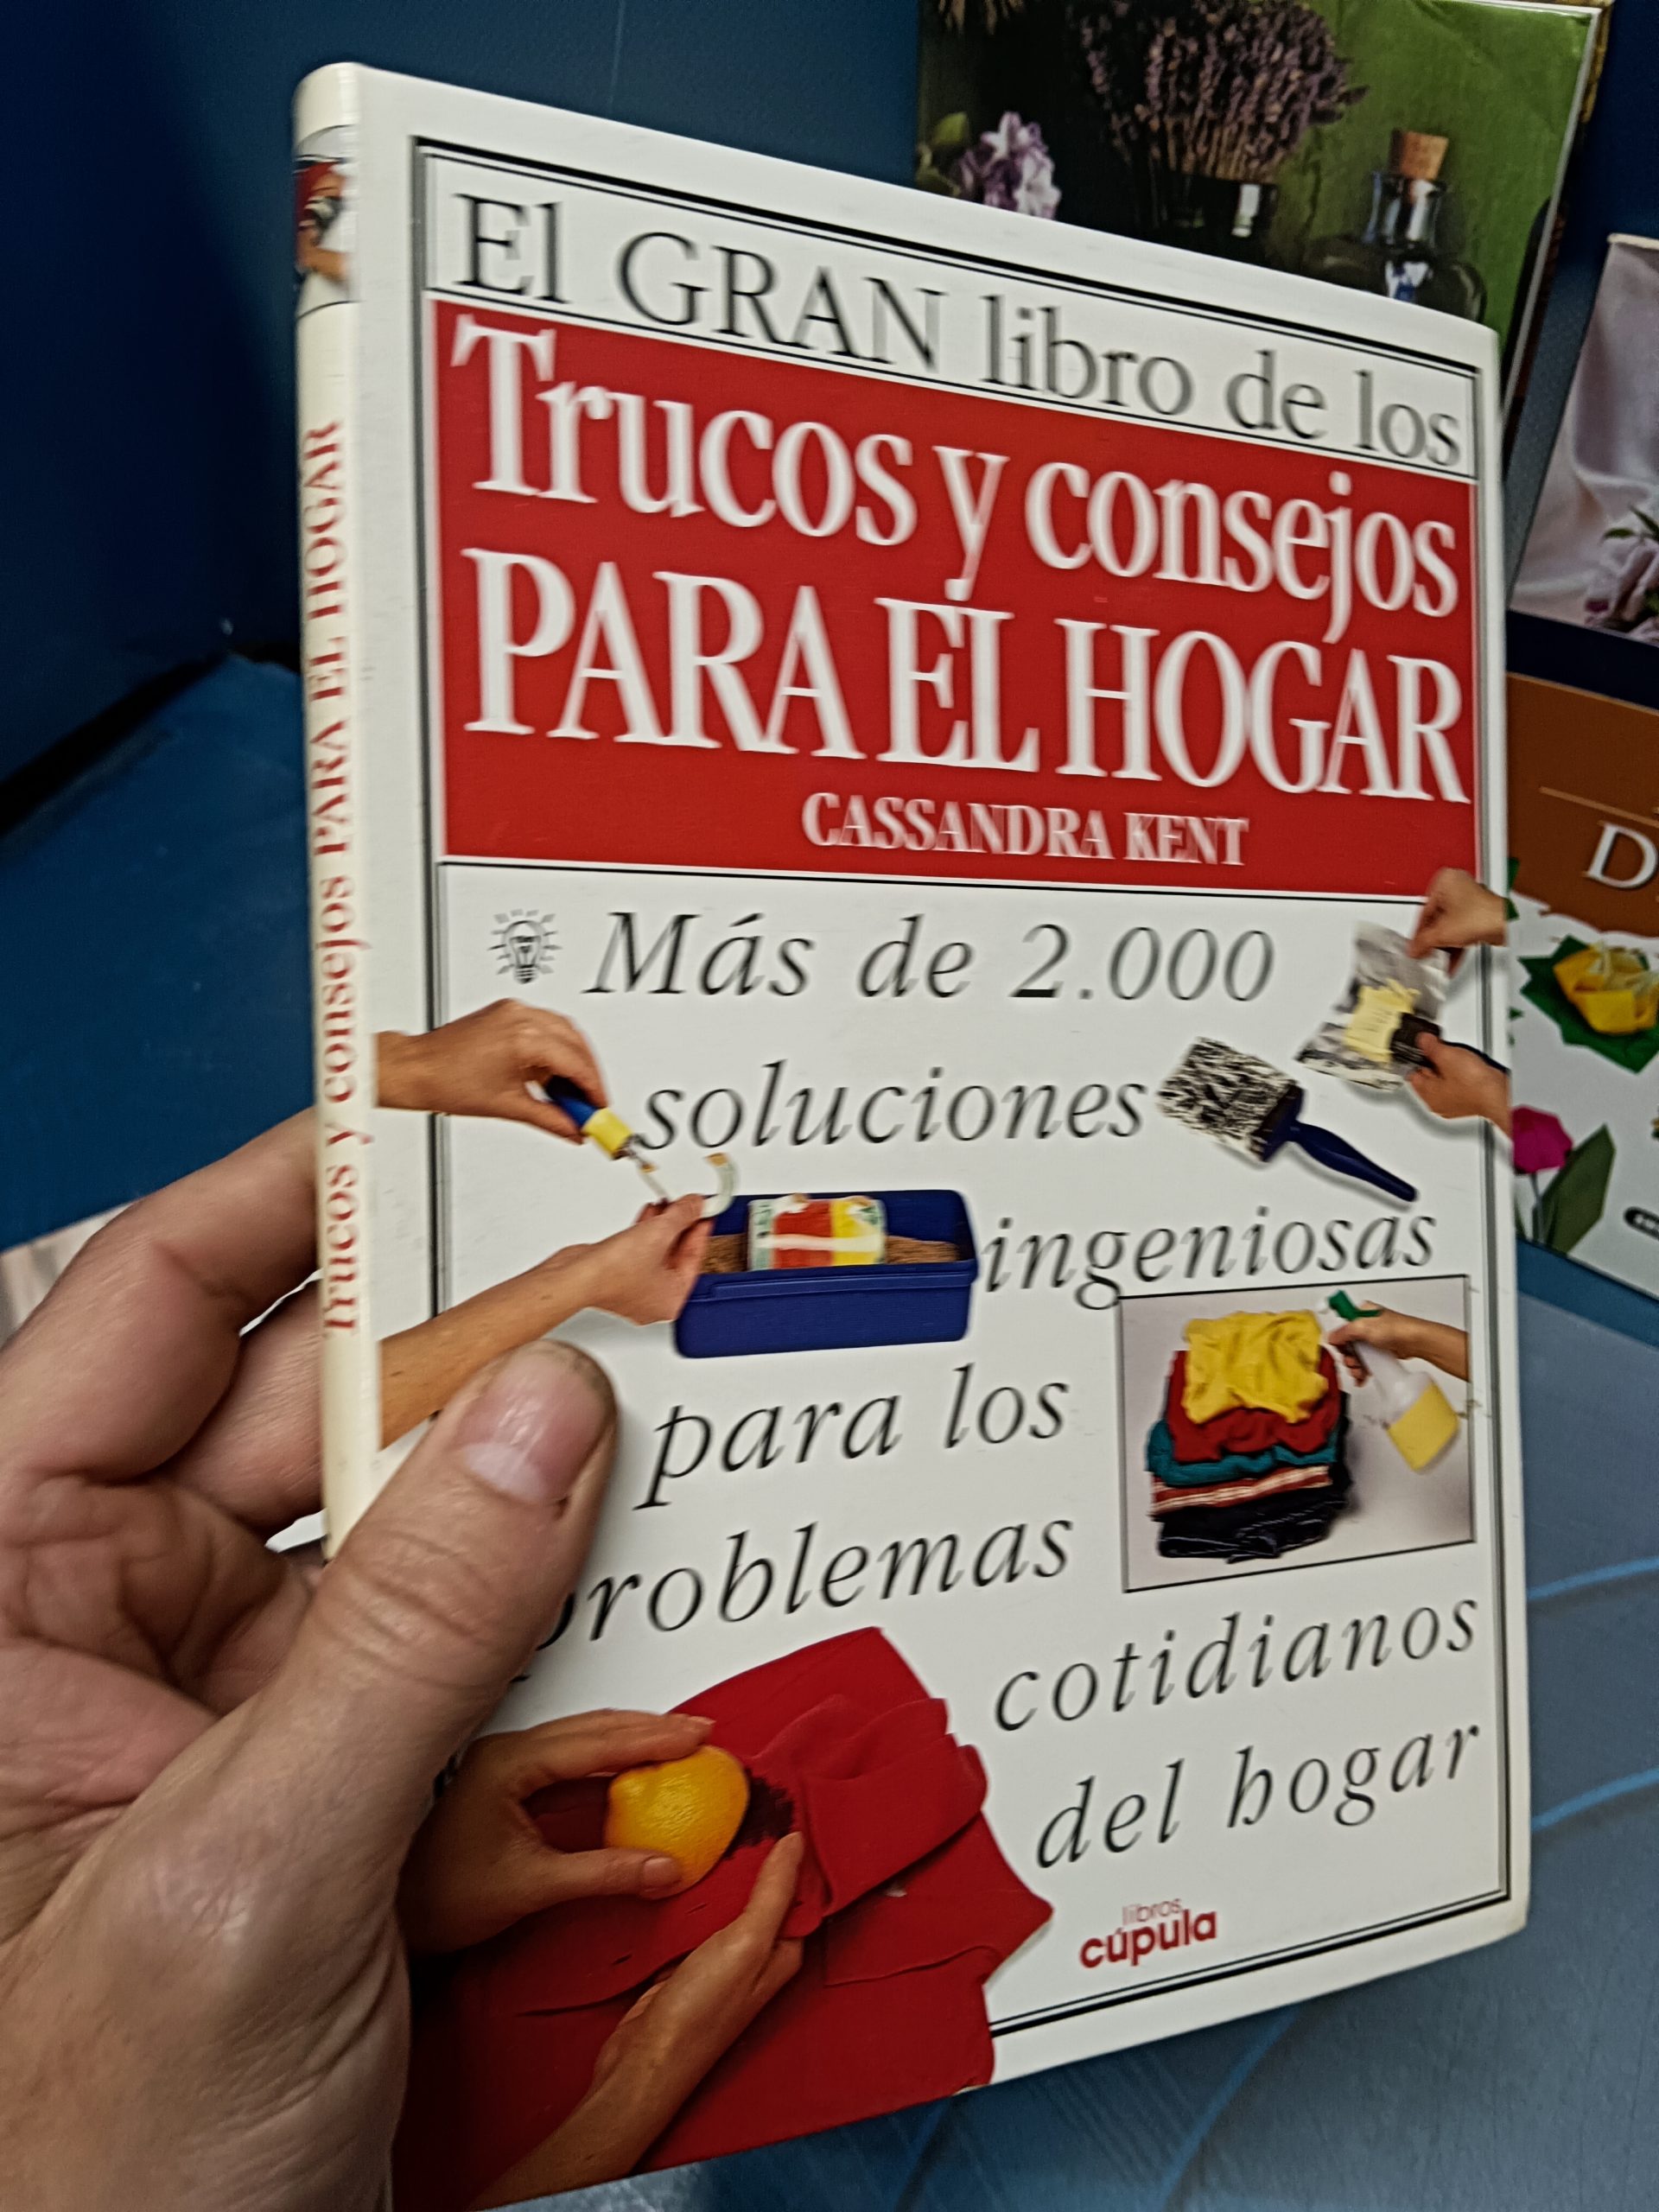 El GRAN libro de los
Trucos y consejos
PARA EL HOGAR
CASSANDRA KENT
Más de 2.000
soluciones
ingeniosas
para los
problemas
cotidianos
del hogar
libros
cúpula
Trucos y consejos PARA EL HOGAR
D